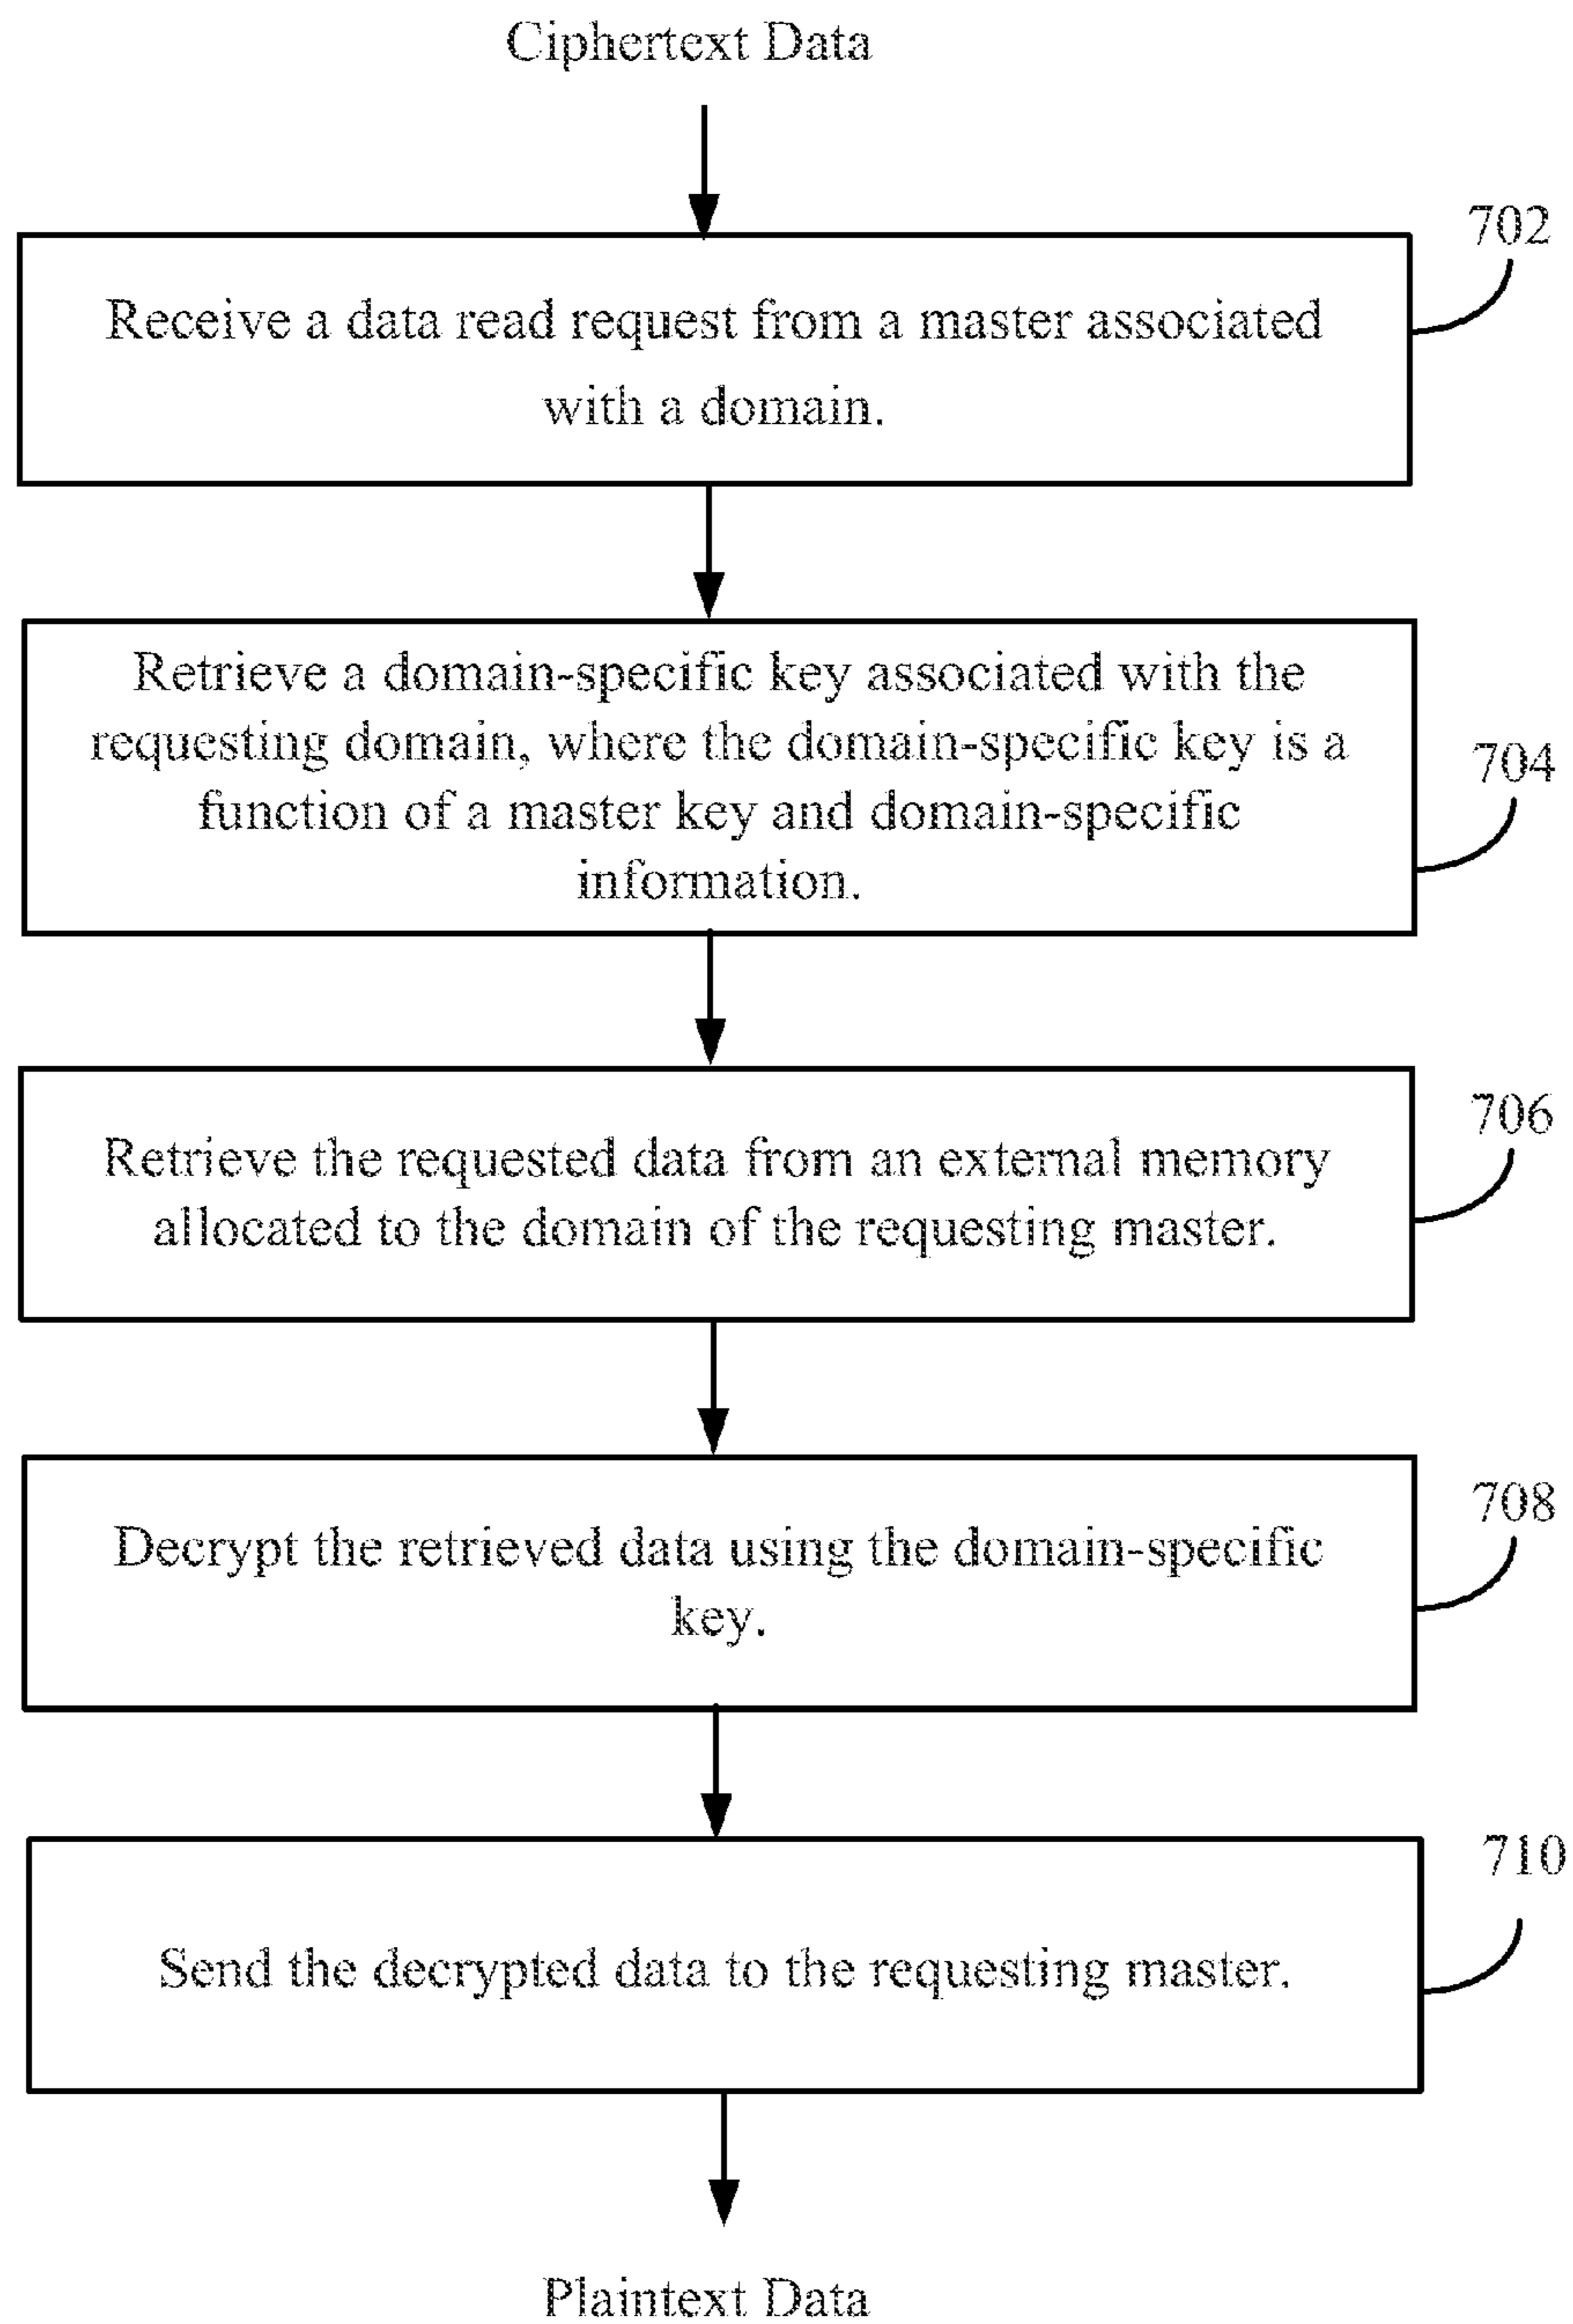 Ciphertext Data
702
Receive a data read request from a master associated
with a domain.
Retrieve a domain-specific key associated with the
requesting domain, where the domain-specific key is a
704
function of a master key and domain-specific
information.
706
Retrieve the requested data from an external memory
allocated to the domain of the requesting master.
708
Decrypt the retrieved data using the domain-specific
key.
710
Send the decrypted data to the requesting master.
Plaintext Data